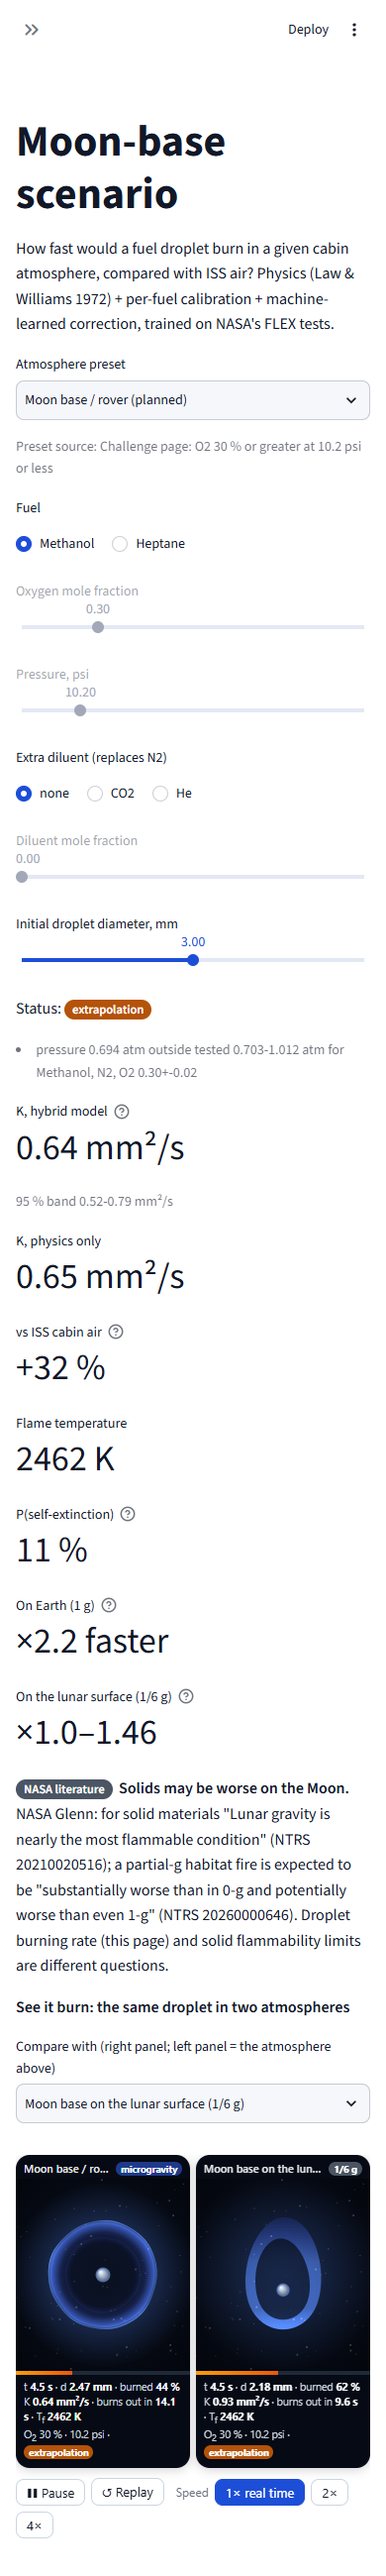 Deploy
Moon-base
scenario
How fast would a fuel droplet burn in a given cabin
atmosphere, compared with ISS air? Physics (Law &
Williams 1972) + per-fuel calibration + machine-
learned correction, trained on NASA's FLEX tests.
Atmosphere preset
Moon base / rover (planned)
Preset source: Challenge page: O2 30 % or greater at 10.2 psi
or less
Fuel
Methanol Heptane
Oxygen mole fraction
0.30
Pressure, psi
10.20
Extra diluent (replaces N2)
none CO2 He
Diluent mole fraction
0.00
Initial droplet diameter, mm
3.00
Status: extrapolation
• pressure 0.694 atm outside tested 0.703-1.012 atm for
Methanol, N2, O2 0.30+-0.02
K, hybrid model
0.64 mm²/s
95 % band 0.52-0.79 mm²/s
K, physics only
0.65 mm²/s
vs ISS cabin air
+32 %
Flame temperature
2462 K
P(self-extinction)
11 %
On Earth (1 g)
×2.2 faster
On the lunar surface (1/6 g)
×1.0–1.46
NASA literature Solids may be worse on the Moon.
NASA Glenn: for solid materials "Lunar gravity is
nearly the most flammable condition" (NTRS
20210020516); a partial-g habitat fire is expected to
be "substantially worse than in 0-g and potentially
worse than even 1-g" (NTRS 20260000646). Droplet
burning rate (this page) and solid flammability limits
are different questions.
See it burn: the same droplet in two atmospheres
Compare with (right panel; left panel = the atmosphere
above)
Moon base on the lunar surface (1/6 g)
Moon base / ro... microgravity
t 4.5 s · d 2.47 mm · burned 44 %
K 0.64 mm²/s · burns out in 14.1
s · Tf 2462 K
O₂ 30 % · 10.2 psi ·
extrapolation
Moon base on the lun... 1/6 g
t 4.5 s · d 2.18 mm · burned 62 %
K 0.93 mm²/s · burns out in 9.6 s
· Tf 2462 K
O₂ 30 % · 10.2 psi ·
extrapolation
Pause Replay Speed 1× real time 2×
4×